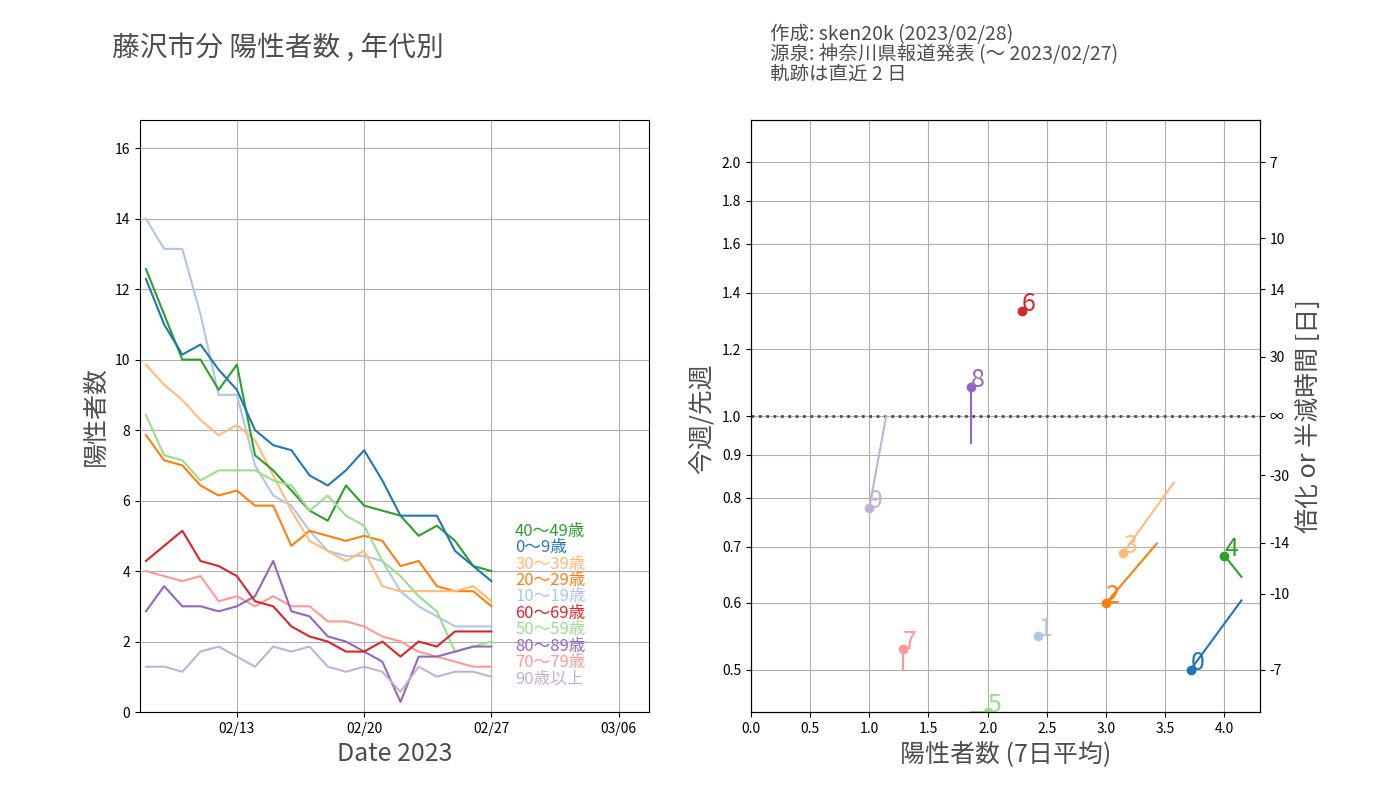 藤沢市分 陽性者数 , 年代別
作成: sken20k (2023/02/28)
源泉: 神奈川県報道発表 (～ 2023/02/27)
軌跡は直近 2 日
陽性者数
16
14
12
10
8
6
4
2
0
40～49歳
0～9歳
30～39歳
20～29歳
10～19歳
60～69歳
50～59歳
80～89歳
70～79歳
90歳以上
02/13
02/20
02/27
03/06
Date 2023
今週/先週
2.0
1.8
1.6
1.4
1.2
1.0
0.9
0.8
0.7
0.6
0.5
6
8
9
3
4
2
1
7
0
5
0.0
0.5
1.0
1.5
2.0
2.5
3.0
3.5
4.0
陽性者数 (7日平均)
7
10
14
30
∞
-30
-14
-10
-7
倍化 or 半減時間 [日]